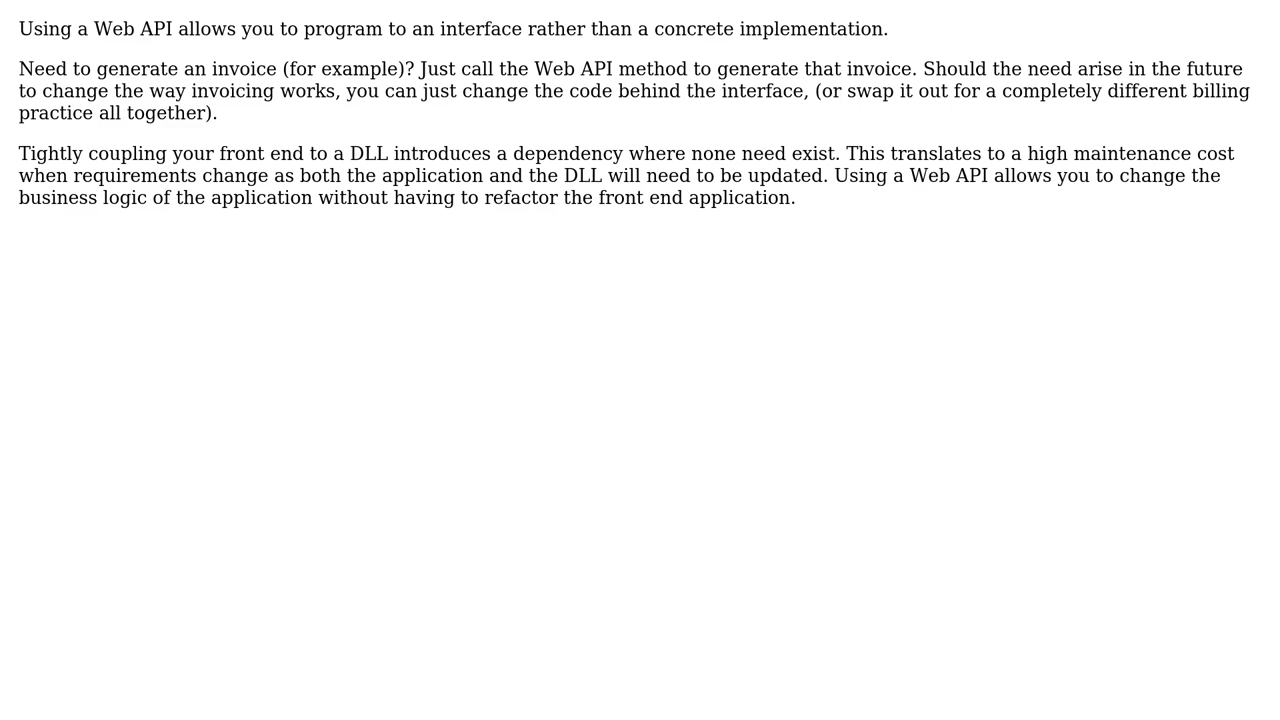 Using a Web API allows you to program to an interface rather than a concrete implementation.
Need to generate an invoice (for example)? Just call the Web API method to generate that invoice. Should the need arise in the future
to change the way invoicing works, you can just change the code behind the interface, (or swap it out for a completely different billing
practice all together).
Tightly coupling your front end to a DLL introduces a dependency where none need exist. This translates to a high maintenance cost
when requirements change as both the application and the DLL will need to be updated. Using a Web API allows you to change the
business logic of the application without having to refactor the front end application.